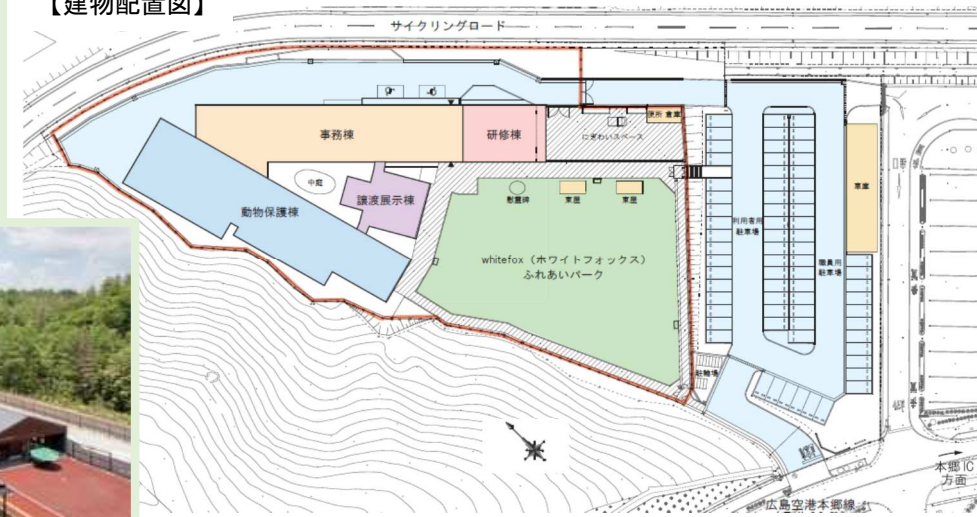 【建物配置図】
サイクリングロード
事務棟
研修棟
便所 倉庫
にぎわいスペース
中庭
譲渡展示棟
動物保護棟
慰霊碑
東屋
東屋
whitefox（ホワイトフォックス）
ふれあいパーク
利用者用
駐車場
職員用
駐車場
車庫
駐輪場
本郷IC
方面
広島空港本郷線